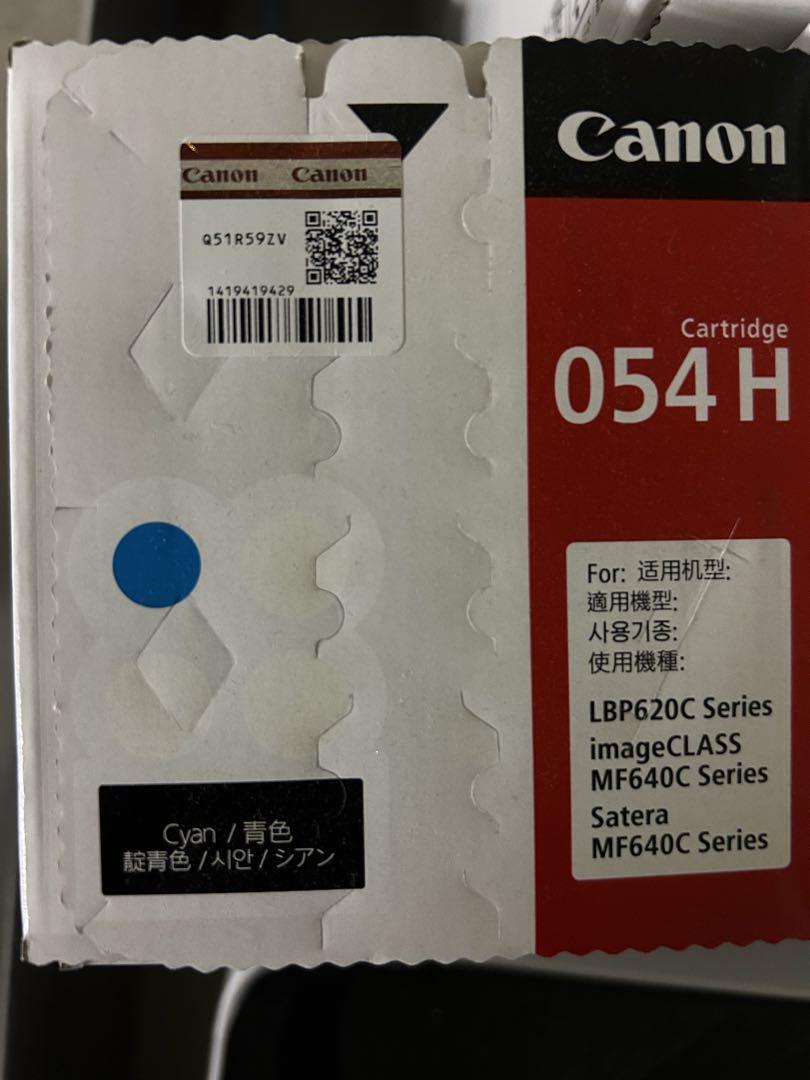 Canon Canon
Q51R59ZV
1419419429
Canon
Cartridge
054 H
For: 适用机型:
適用機型:
사용기종:
使用機種:
LBP620C Series
imageCLASS
MF640C Series
Satera
MF640C Series
Cyan / 青色
靛青色 / 시안 / シアン